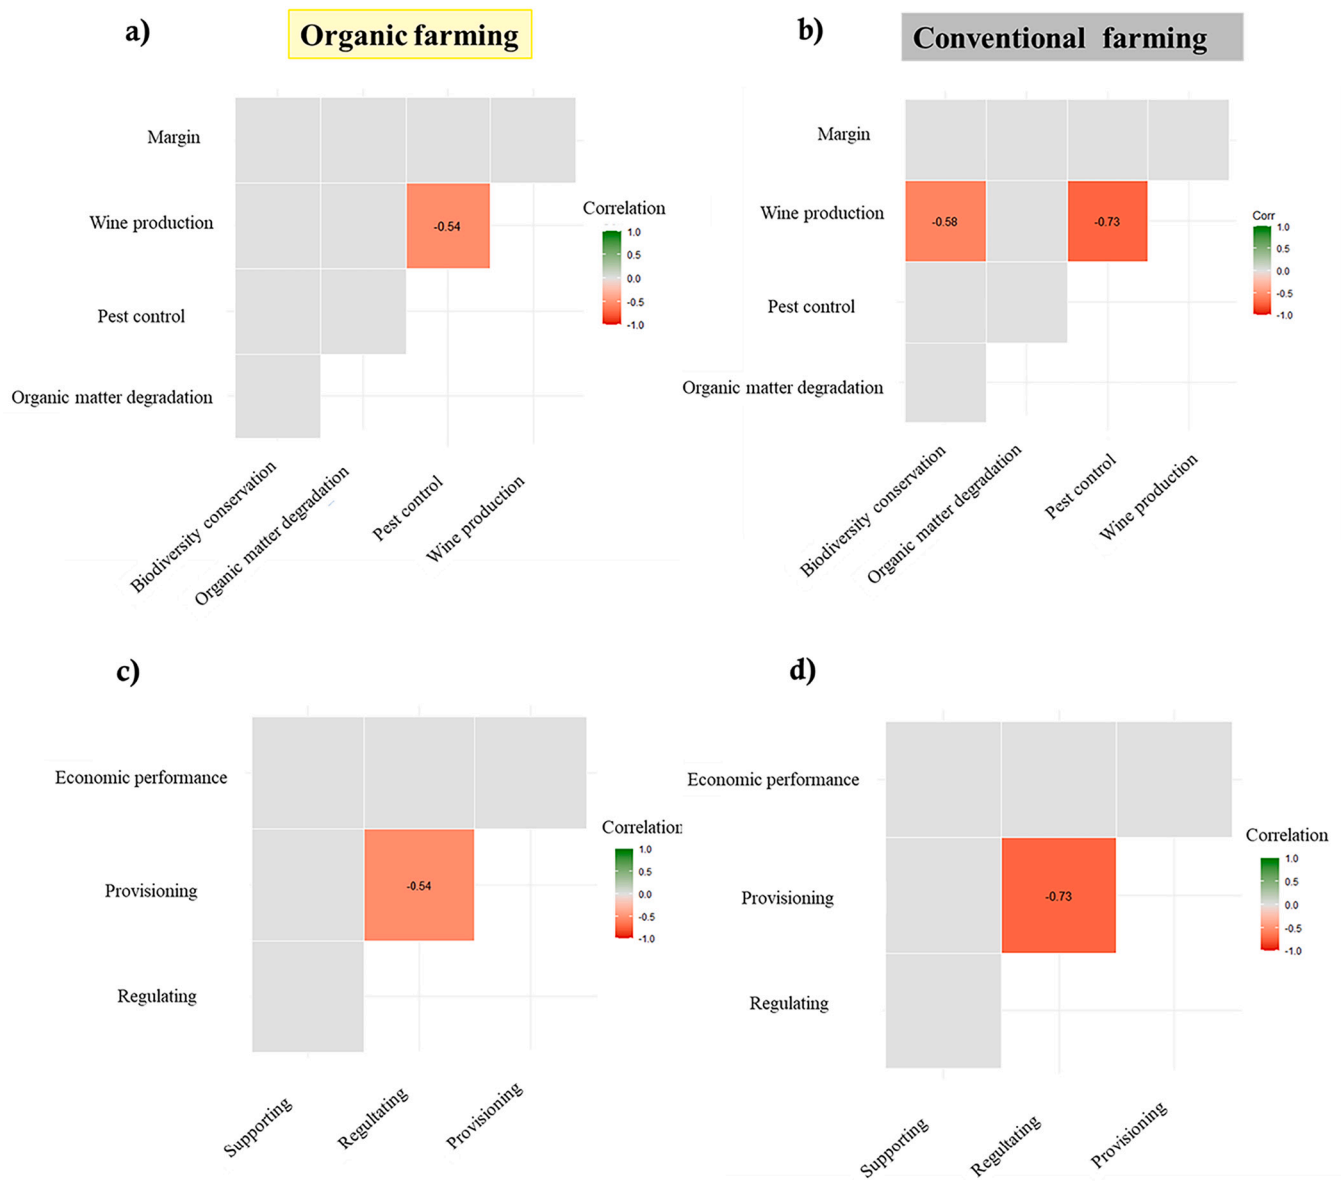 a)
Organic farming
Margin
Wine production
Pest control
Organic matter degradation
-0.54
Correlation
1.0
0.5
0.0
-0.5
-1.0
Biodiversity conservation
Organic matter degradation
Pest control
Wine production
b)
Conventional farming
Margin
Wine production
Pest control
Organic matter degradation
-0.58
-0.73
Corr
1.0
0.5
0.0
-0.5
-1.0
Biodiversity conservation
Organic matter degradation
Pest control
Wine production
c)
Economic performance
Provisioning
Regulating
-0.54
Correlation
1.0
0.5
0.0
-0.5
-1.0
Supporting
Regultating
Provisioning
d)
Economic performance
Provisioning
Regulating
-0.73
Correlation
1.0
0.5
0.0
-0.5
-1.0
Supporting
Regultating
Provisioning